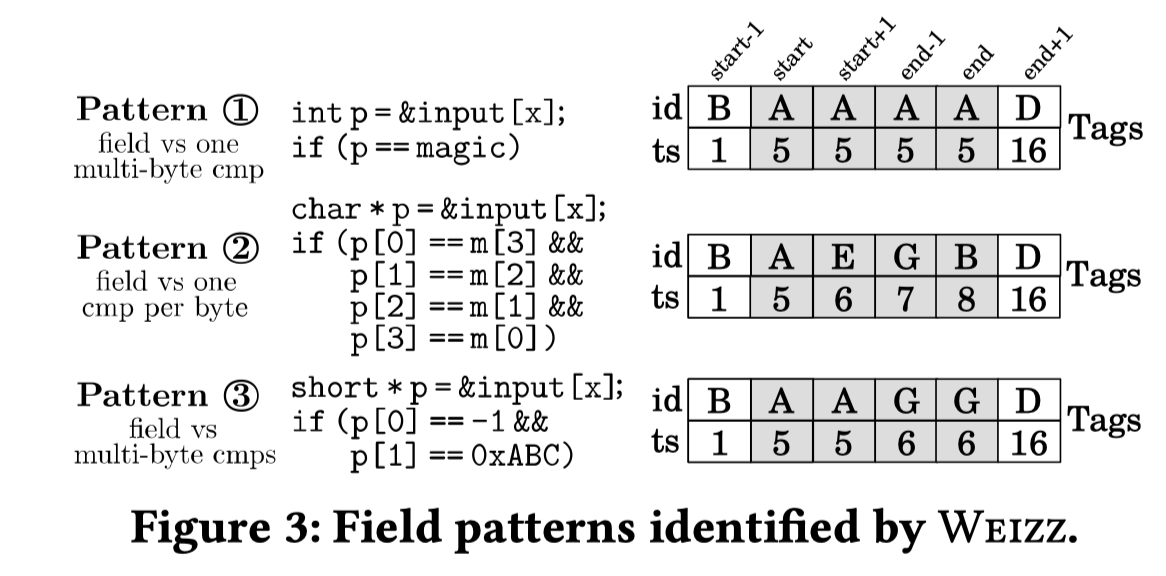 start-1 start start+1 end-1 end end+1
Pattern ①
field vs one
multi-byte cmp
int p = &input[x];
if (p == magic)
id B A A A A D
ts 1 5 5 5 5 16
Tags
Pattern ②
field vs one
cmp per byte
char * p = &input[x];
if (p[0] == m[3] &&
p[1] == m[2] &&
p[2] == m[1] &&
p[3] == m[0])
id B A E G B D
ts 1 5 6 7 8 16
Tags
Pattern ③
field vs
multi-byte cmps
short * p = &input[x];
if (p[0] == -1 &&
p[1] == 0xABC)
id B A A G G D
ts 1 5 5 6 6 16
Tags
Figure 3: Field patterns identified by WEIZZ.